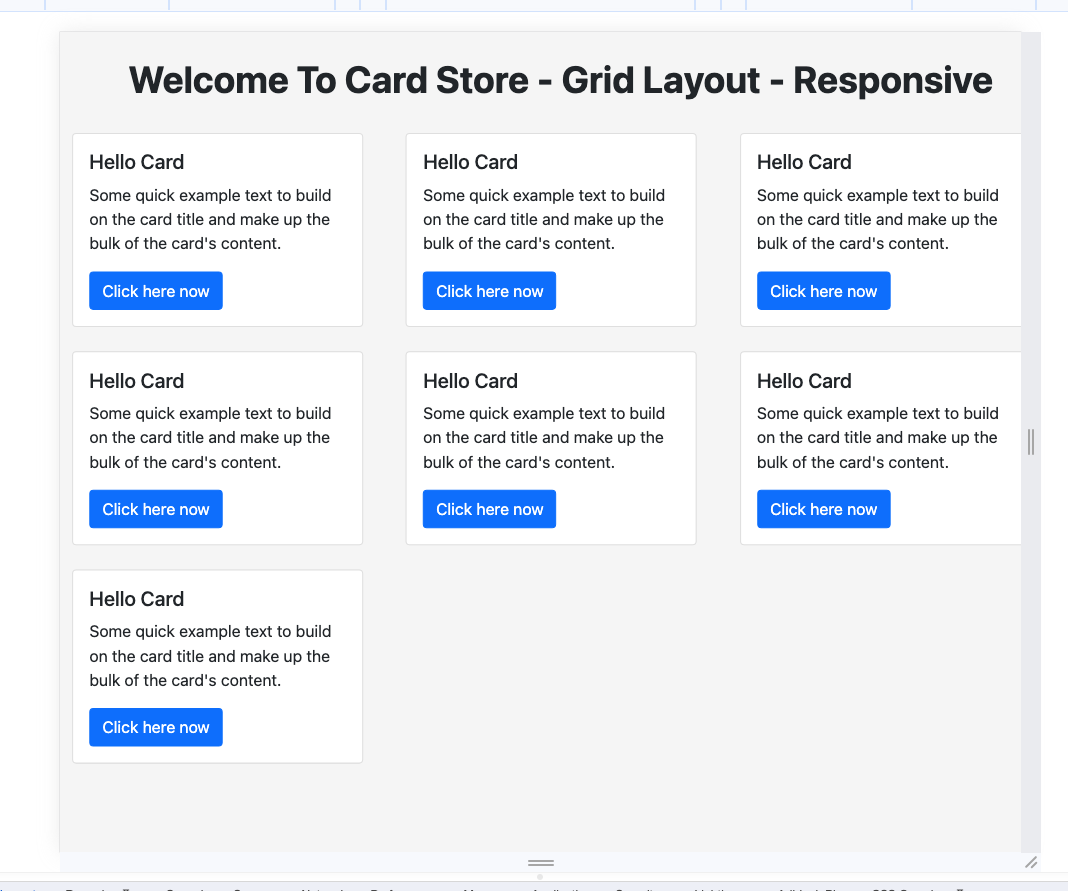 Welcome To Card Store - Grid Layout - Responsive
Hello Card
Some quick example text to build
on the card title and make up the
bulk of the card's content.
Click here now
Hello Card
Some quick example text to build
on the card title and make up the
bulk of the card's content.
Click here now
Hello Card
Some quick example text to build
on the card title and make up the
bulk of the card's content.
Click here now
Hello Card
Some quick example text to build
on the card title and make up the
bulk of the card's content.
Click here now
Hello Card
Some quick example text to build
on the card title and make up the
bulk of the card's content.
Click here now
Hello Card
Some quick example text to build
on the card title and make up the
bulk of the card's content.
Click here now
Hello Card
Some quick example text to build
on the card title and make up the
bulk of the card's content.
Click here now